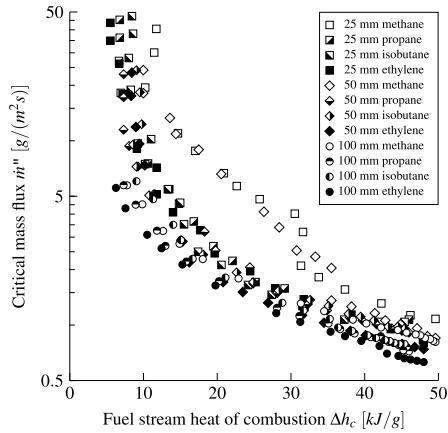 50
5
0.5
0
10
20
30
40
50
Critical mass flux ṁ" [g/(m²s)]
Fuel stream heat of combustion Δh_c [kJ/g]
25 mm methane
25 mm propane
25 mm isobutane
25 mm ethylene
50 mm methane
50 mm propane
50 mm isobutane
50 mm ethylene
100 mm methane
100 mm propane
100 mm isobutane
100 mm ethylene